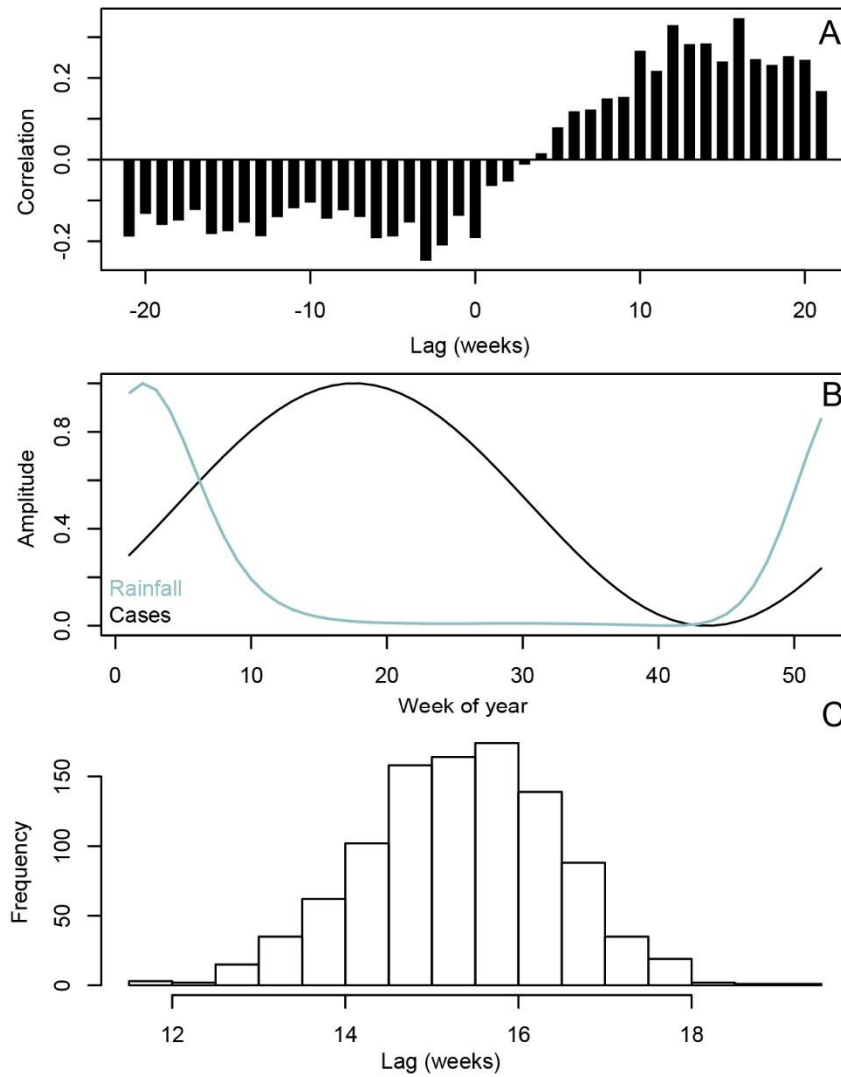 A
Correlation
0.2
0.0
-0.2
-20 -10 0 10 20
Lag (weeks)
B
Amplitude
0.8
0.4
0.0
Rainfall
Cases
0 10 20 30 40 50
Week of year
C
Frequency
150
100
50
0
12 14 16 18
Lag (weeks)